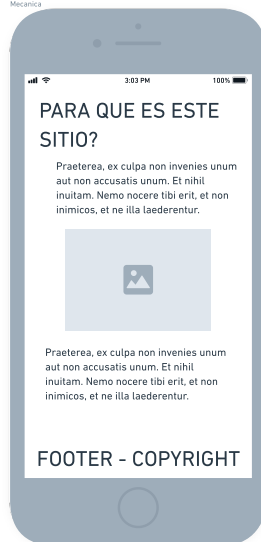 Mecanica
3:03 PM 100%
PARA QUE ES ESTE
SITIO?
Praeterea, ex culpa non invenies unum
aut non accusatis unum. Et nihil
inuitam. Nemo nocere tibi erit, et non
inimicos, et ne illa laederentur.
Praeterea, ex culpa non invenies unum
aut non accusatis unum. Et nihil
inuitam. Nemo nocere tibi erit, et non
inimicos, et ne illa laederentur.
FOOTER - COPYRIGHT